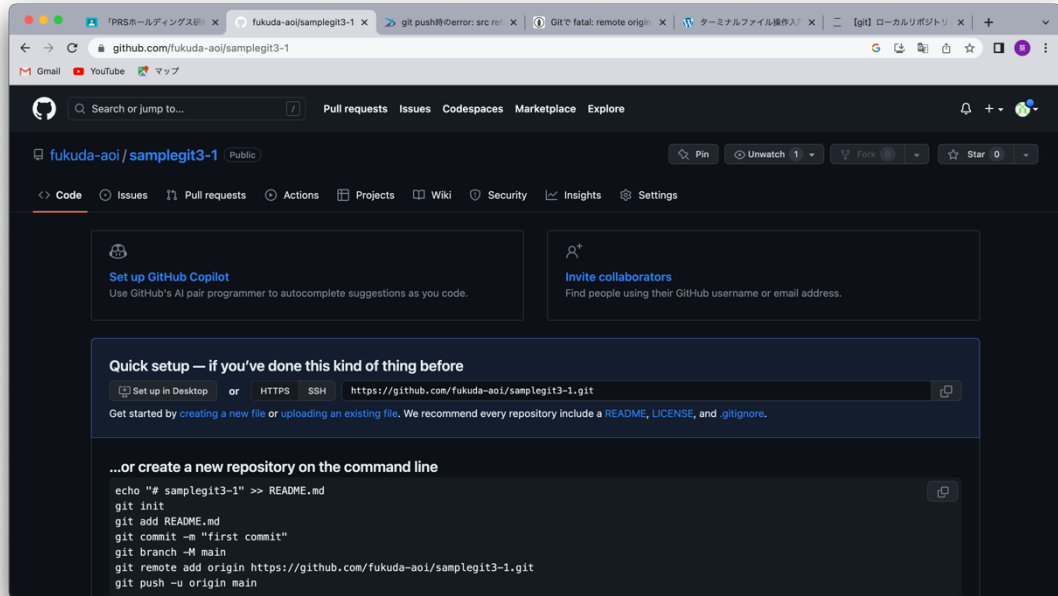 「PRSホールディングス研
fukuda-aoi/samplegit3-1
git push時のerror: src ref
Gitで fatal: remote origin
ターミナルファイル操作入
【git】ローカルリポジトリ
github.com/fukuda-aoi/samplegit3-1
Gmail YouTube マップ
Search or jump to... / Pull requests Issues Codespaces Marketplace Explore
fukuda-aoi / samplegit3-1 Public
Pin Unwatch 1 Fork 0 Star 0
Code Issues Pull requests Actions Projects Wiki Security Insights Settings
Set up GitHub Copilot
Use GitHub's AI pair programmer to autocomplete suggestions as you code.
Invite collaborators
Find people using their GitHub username or email address.
Quick setup — if you've done this kind of thing before
Set up in Desktop or HTTPS SSH https://github.com/fukuda-aoi/samplegit3-1.git
Get started by creating a new file or uploading an existing file. We recommend every repository include a README, LICENSE, and .gitignore.
...or create a new repository on the command line
echo "# samplegit3-1" >> README.md
git init
git add README.md
git commit -m "first commit"
git branch -M main
git remote add origin https://github.com/fukuda-aoi/samplegit3-1.git
git push -u origin main